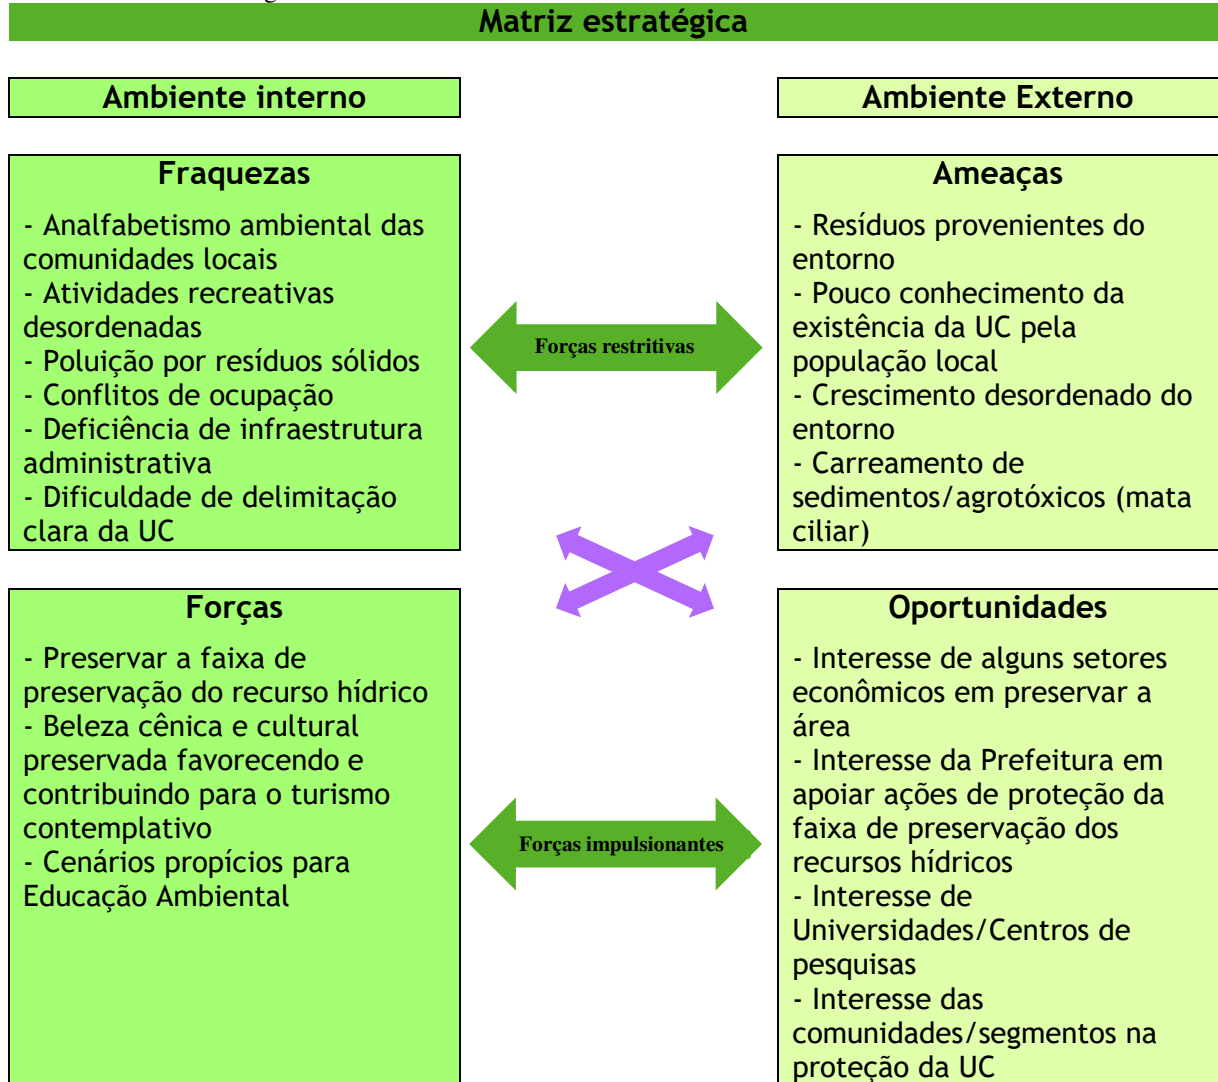 Matriz estratégica
Ambiente interno
Ambiente Externo
Fraquezas
- Analfabetismo ambiental das
comunidades locais
- Atividades recreativas
desordenadas
- Poluição por resíduos sólidos
- Conflitos de ocupação
- Deficiência de infraestrutura
administrativa
- Dificuldade de delimitação
clara da UC
Forças restritivas
Ameaças
- Resíduos provenientes do
entorno
- Pouco conhecimento da
existência da UC pela
população local
- Crescimento desordenado do
entorno
- Carreamento de
sedimentos/agrotóxicos (mata
ciliar)
Forças
- Preservar a faixa de
preservação do recurso hídrico
- Beleza cênica e cultural
preservada favorecendo e
contribuindo para o turismo
contemplativo
- Cenários propícios para
Educação Ambiental
Forças impulsionantes
Oportunidades
- Interesse de alguns setores
econômicos em preservar a
área
- Interesse da Prefeitura em
apoiar ações de proteção da
faixa de preservação dos
recursos hídricos
- Interesse de
Universidades/Centros de
pesquisas
- Interesse das
comunidades/segmentos na
proteção da UC